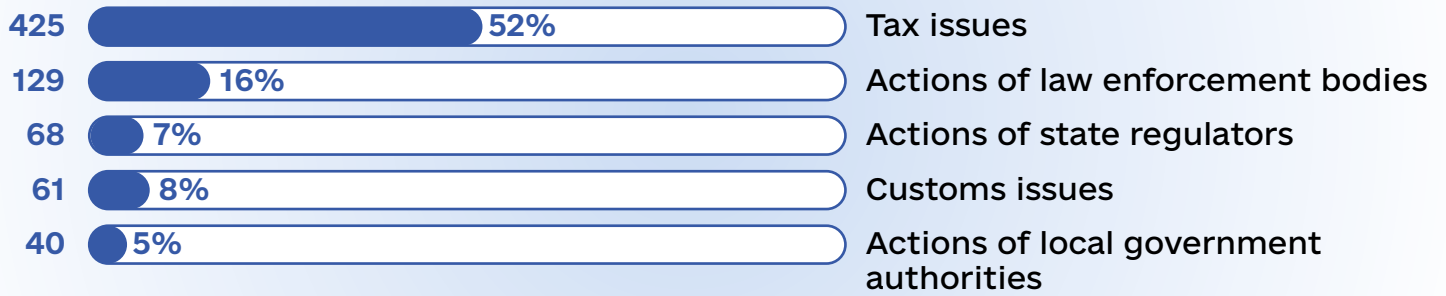 425 52% Tax issues
129 16% Actions of law enforcement bodies
68 7% Actions of state regulators
61 8% Customs issues
40 5% Actions of local government
authorities